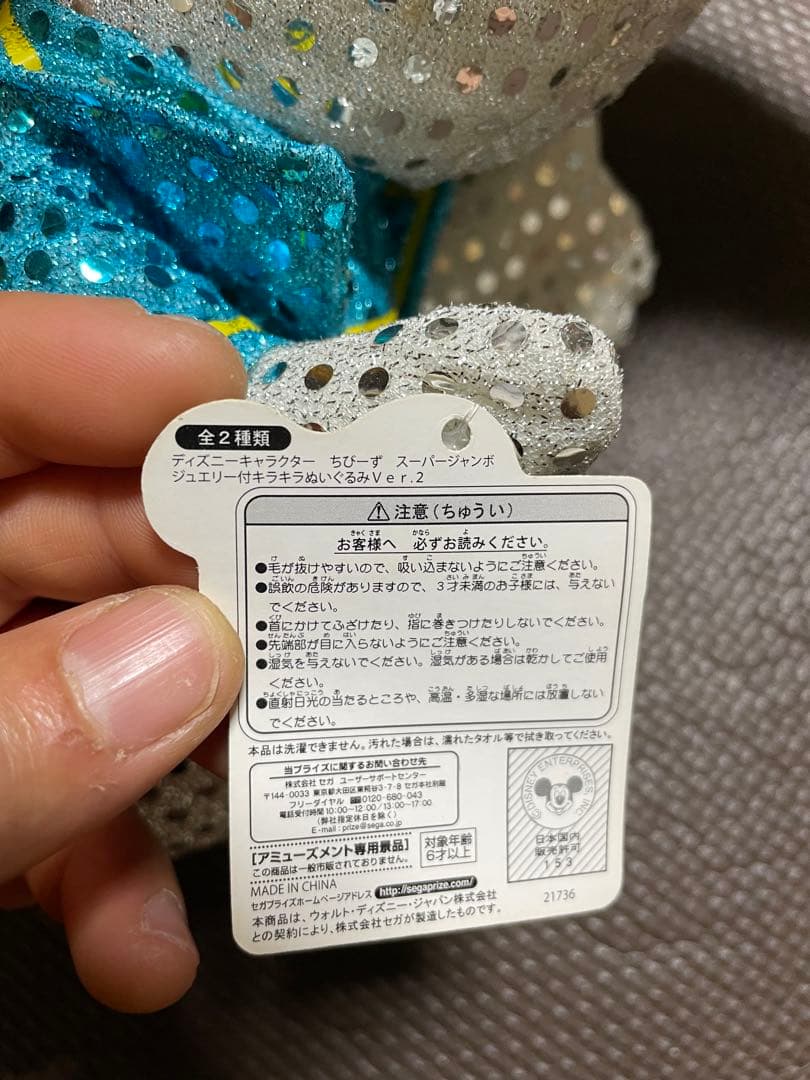 全2種類
ディズニーキャラクター ちびーず スーパージャンボ
ジュエリー付キラキラぬいぐるみVer.2
⚠注意(ちゅうい)
お客様へ 必ずお読みください。
●毛が抜けやすいので、吸い込まないようにご注意ください。
●誤飲の危険がありますので、3才未満のお子様には、与えない
でください。
●首にかけてふざけたり、指に巻きつけたりしないでください。
●先端部が目に入らないようにご注意ください。
●湿気を与えないでください。湿気がある場合は乾かしてご使用
ください。
●直射日光の当たるところや、高温・多湿な場所には放置しない
でください。
本品は洗濯できません。汚れた場合は、濡れたタオル等で拭き取ってください。
当プライズに関するお問い合わせ先
株式会社セガ ユーザーサポートセンター
〒144-0033 東京都大田区東糀谷3-7-8 セガ本社別館
フリーダイヤル 0120-680-043
電話受付時間 10:00~12:00/13:00~17:00
(弊社指定休日を除く)
E-mail:prize@sega.co.jp
[アミューズメント専用景品]
この商品は一般市販されておりません。
対象年齢
6才以上
©DISNEY ENTERPRISES INC
日本国内
販売許可
153
MADE IN CHINA
セガプライズホームページアドレス http://segaprize.com/
本商品は、ウォルト・ディズニー・ジャパン株式会社
との契約により、株式会社セガが製造したものです。
21736